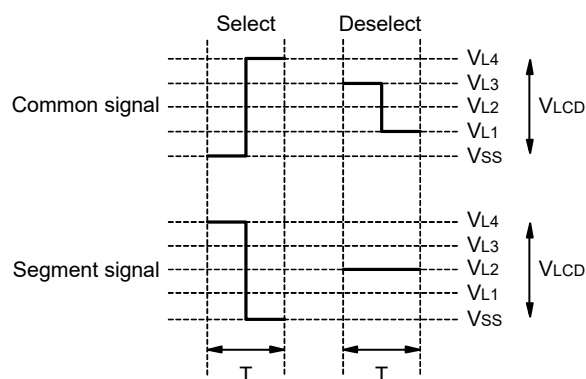 Select Deselect
VL4
VL3
Common signal VL2 VLCD
VL1
VSS
VL4
VL3
Segment signal VL2 VLCD
VL1
VSS
T T